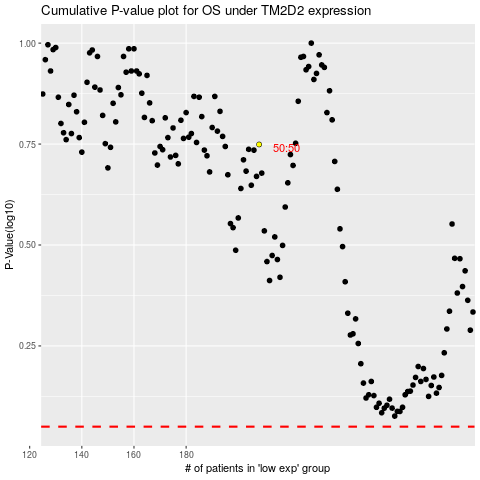 Cumulative P-value plot for OS under TM2D2 expression
P-Value(log10)
1.00
0.75
0.50
0.25
50:50
120 140 160 180
# of patients in 'low exp' group